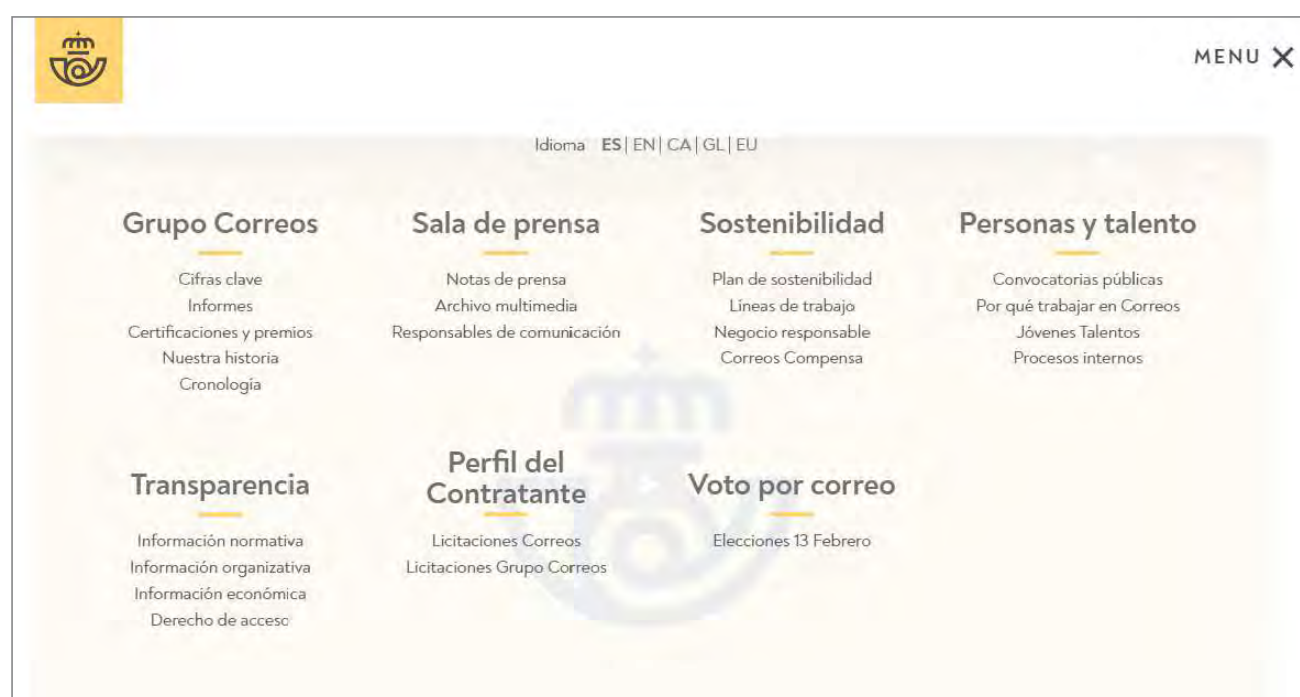 MENU
Idioma ES | EN | CA | GL | EU
Grupo Correos
Cifras clave
Informes
Certificaciones y premios
Nuestra historia
Cronología
Sala de prensa
Notas de prensa
Archivo multimedia
Responsables de comunicación
Sostenibilidad
Plan de sostenibilidad
Líneas de trabajo
Negocio responsable
Correos Compensa
Personas y talento
Convocatorias públicas
Por qué trabajar en Correos
Jóvenes Talentos
Procesos internos
Transparencia
Información normativa
Información organizativa
Información económica
Derecho de acceso
Perfil del
Contratante
Licitaciones Correos
Licitaciones Grupo Correos
Voto por correo
Elecciones 13 Febrero